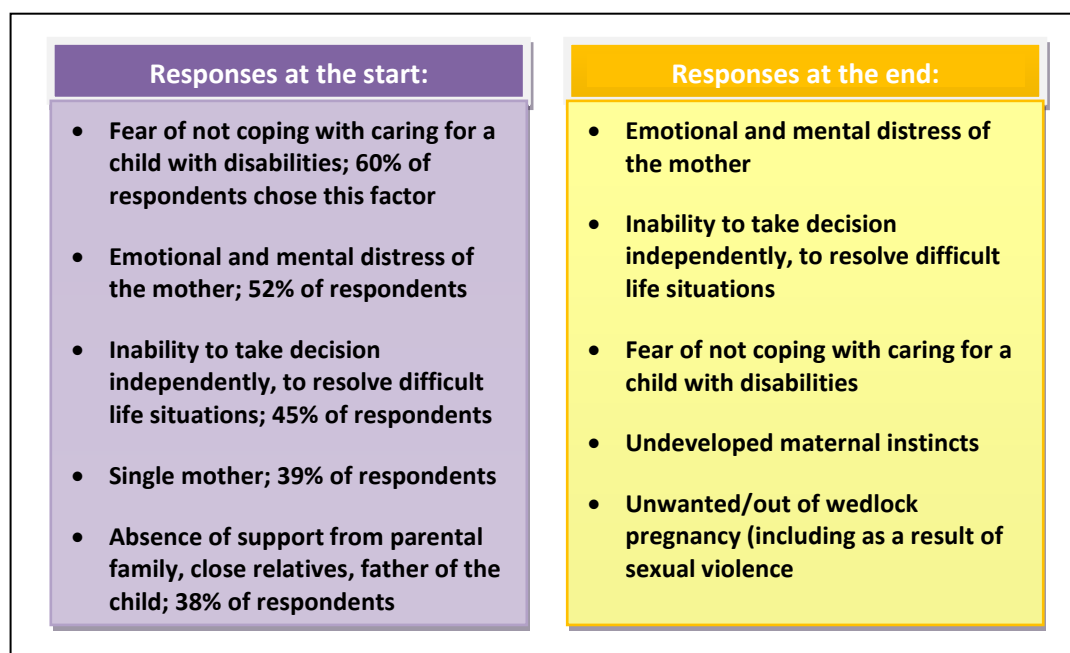 Responses at the start:
• Fear of not coping with caring for a
child with disabilities; 60% of
respondents chose this factor
• Emotional and mental distress of
the mother; 52% of respondents
• Inability to take decision
independently, to resolve difficult
life situations; 45% of respondents
• Single mother; 39% of respondents
• Absence of support from parental
family, close relatives, father of the
child; 38% of respondents
Responses at the end:
• Emotional and mental distress of
the mother
• Inability to take decision
independently, to resolve difficult
life situations
• Fear of not coping with caring for a
child with disabilities
• Undeveloped maternal instincts
• Unwanted/out of wedlock
pregnancy (including as a result of
sexual violence